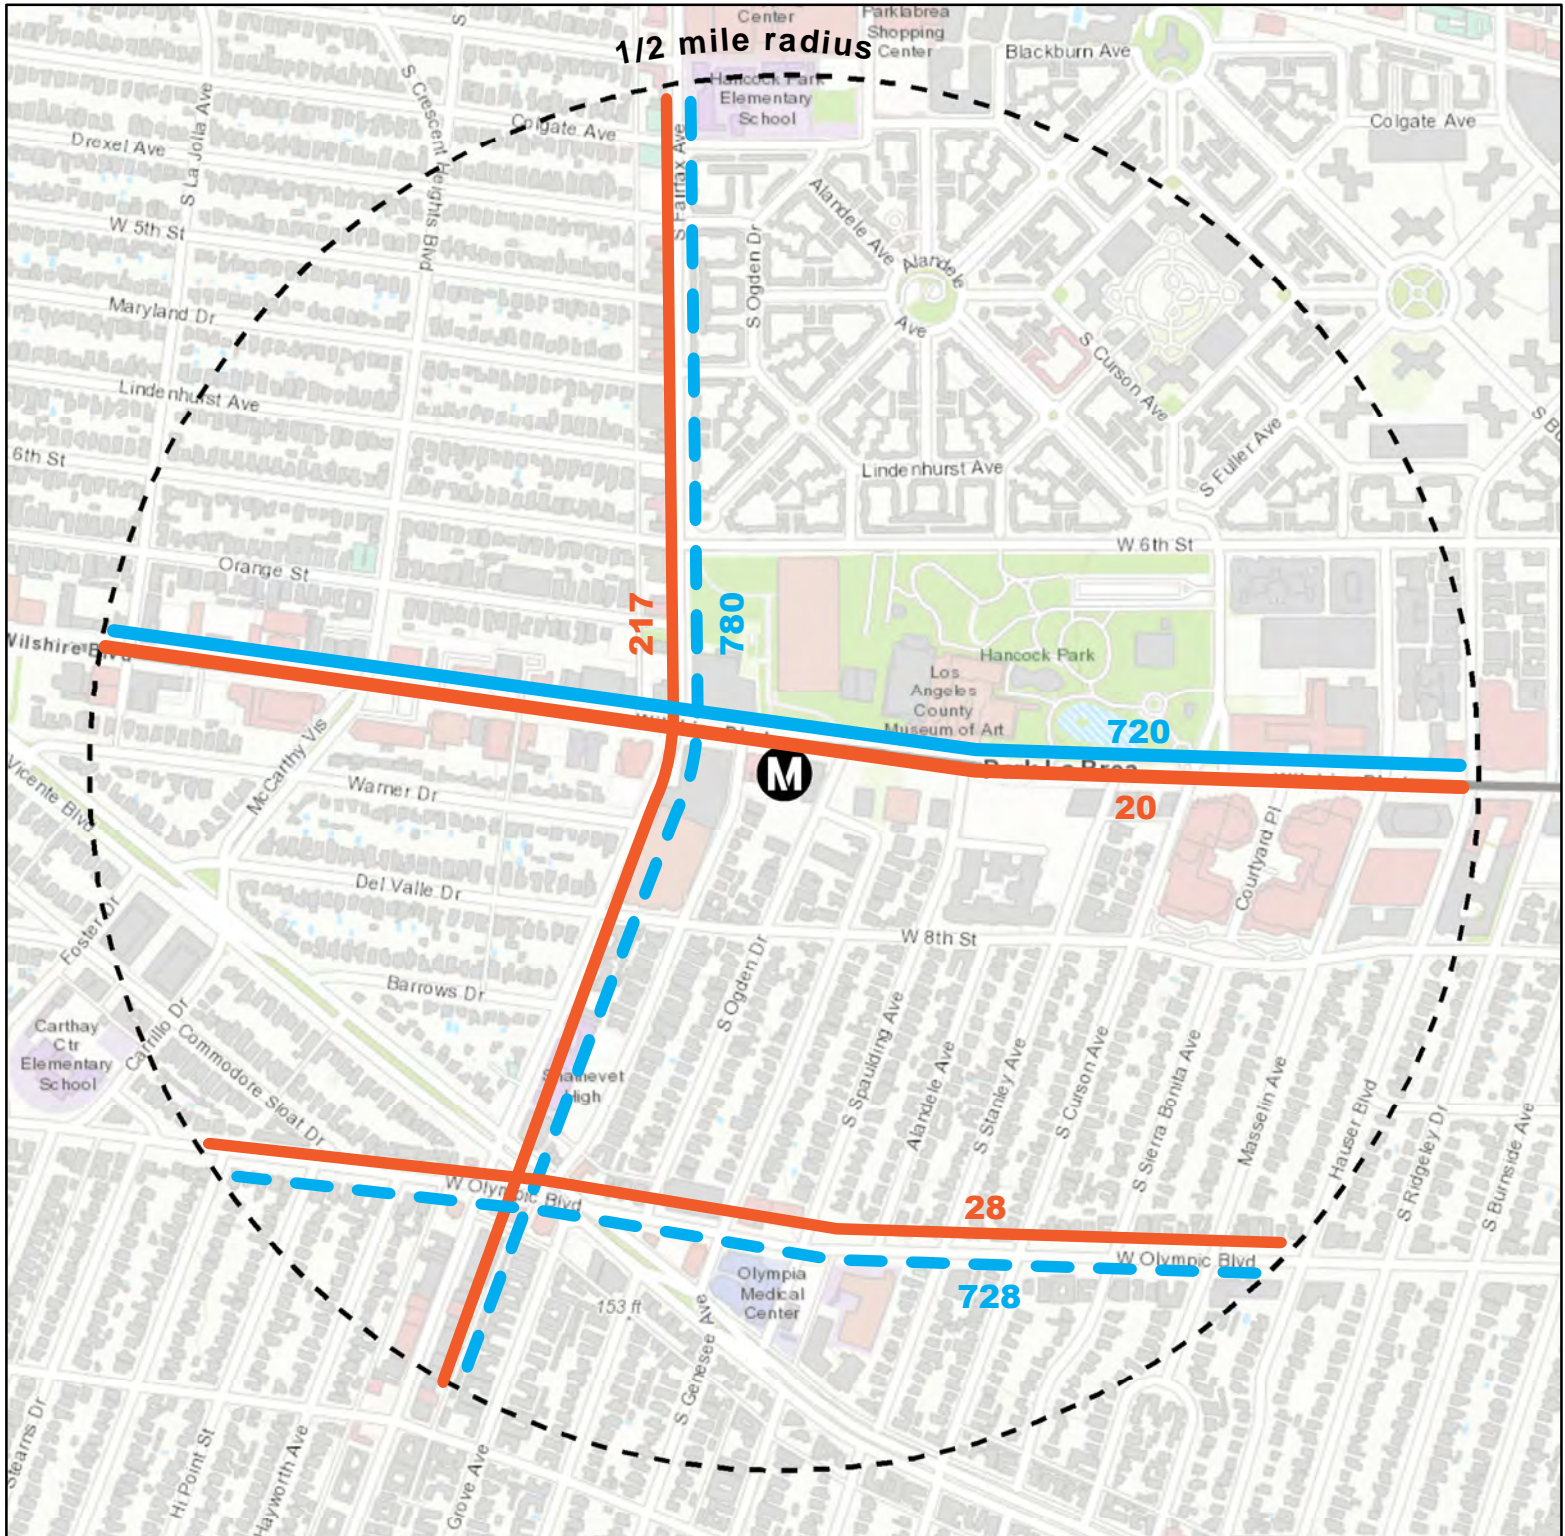 S
Center
Parklabrea
Shopping
Center
1/2 mile radius
Blackburn Ave
Hancock Park
Elementary
School
S La Jolla Ave
S Crescent Heights Blvd
Colgate Ave
Colgate Ave
Drexel Ave
S Fairfax Ave
Alandele Ave
W 5th St
S Ogden Dr
Alandele
Ave
Maryland Dr
S Curson Ave
Lindenhurst Ave
6th St
S Fuller Ave
Lindenhurst Ave
W 6th St
Orange St
217
780
Wilshire Blvd
Hancock Park
Los
Angeles
County
Museum of Art
720
M
Park La Brea
20
McCarthy Vis
Vicente Blvd
Warner Dr
Courtyard Pl
Del Valle Dr
Foster Dr
W 8th St
S Ogden Dr
Barrows Dr
Carthay
Ctr
Elementary
School
Carrillo Dr
Commodore Sloat Dr
Shalhevet
High
S Spaulding Ave
Alandele Ave
S Stanley Ave
S Curson Ave
S Sierra Bonita Ave
Masselin Ave
Hauser Blvd
S Ridgeley Dr
S Burnside Ave
W Olympic Blvd
28
W Olympic Blvd
728
Olympia
Medical
Center
153 ft
S Genesee Ave
Stearns Dr
Hi Point St
Hayworth Ave
Grove Ave